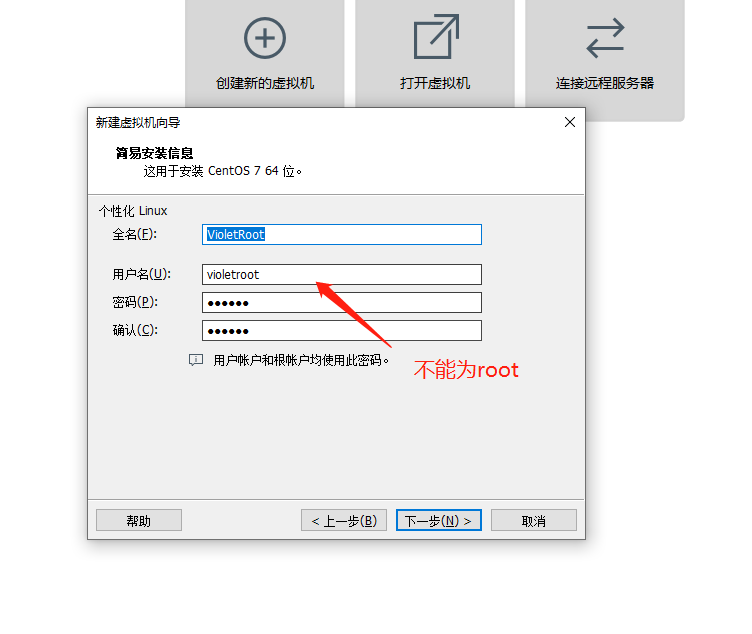 创建新的虚拟机
打开虚拟机
连接远程服务器
新建虚拟机向导
简易安装信息
这用于安装 CentOS 7 64 位。
个性化 Linux
全名(F):
VioletRoot
用户名(U):
violetroot
密码(P):
●●●●●●
确认(C):
●●●●●●
用户帐户和根帐户均使用此密码。
不能为root
帮助
< 上一步(B)
下一步(N) >
取消